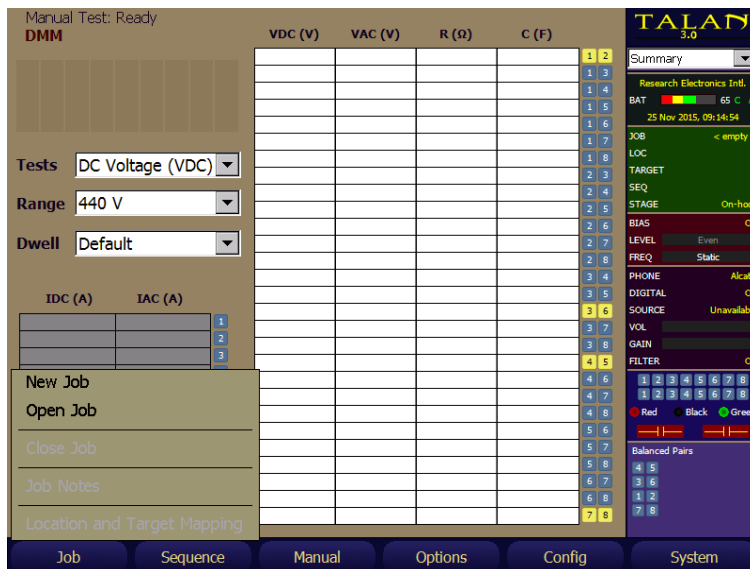 Manual Test: Ready
DMM
VDC (V) VAC (V) R (Ω) C (F)
1 2
1 3
1 4
1 5
1 6
1 7
1 8
2 3
2 4
2 5
2 6
2 7
2 8
3 4
3 5
3 6
3 7
3 8
4 5
4 6
4 7
4 8
5 6
5 7
5 8
6 7
6 8
7 8
Tests DC Voltage (VDC)
Range 440 V
Dwell Default
IDC (A) IAC (A)
1
2
3
New Job
Open Job
Close Job
Job Notes
Location and Target Mapping
Job Sequence Manual Options Config System
TALAN
3.0
Summary
Research Electronics Intl.
BAT 65 C
25 Nov 2015, 09:14:54
JOB < empty
LOC
TARGET
SEQ
STAGE On-hoo
BIAS
LEVEL Even
FREQ Static
PHONE Alcat
DIGITAL
SOURCE Unavailab
VOL
GAIN
FILTER
1 2 3 4 5 6 7 8
1 2 3 4 5 6 7 8
Red Black Gree
Balanced Pairs
4 5
3 6
1 2
7 8